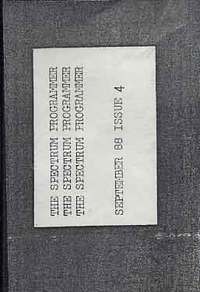 THE SPECTRUM PROGRAMMER
THE SPECTRUM PROGRAMMER
THE SPECTRUM PROGRAMMER
SEPTEMBER 88 ISSUE 4